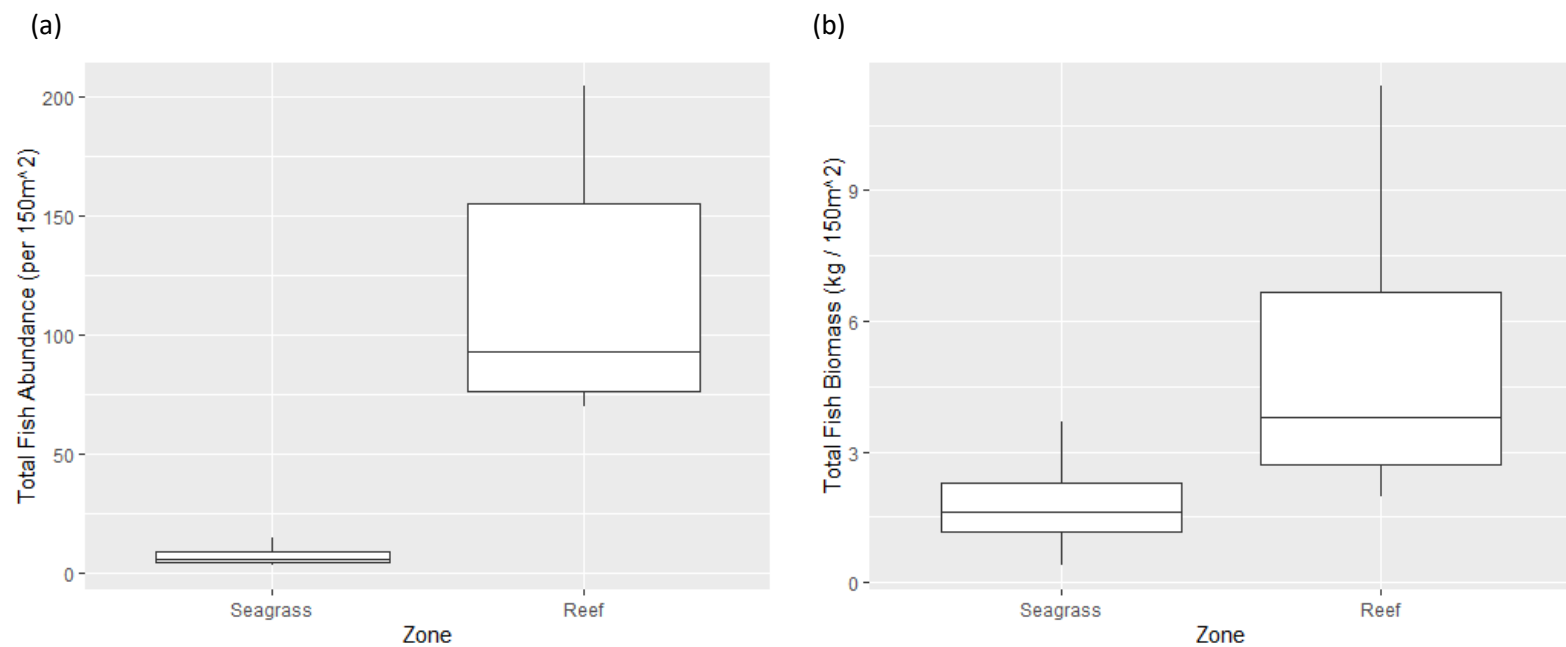 (a)
Total Fish Abundance (per 150m^2)
200
150
100
50
0
Seagrass Reef
Zone
(b)
Total Fish Biomass (kg / 150m^2)
9
6
3
0
Seagrass Reef
Zone